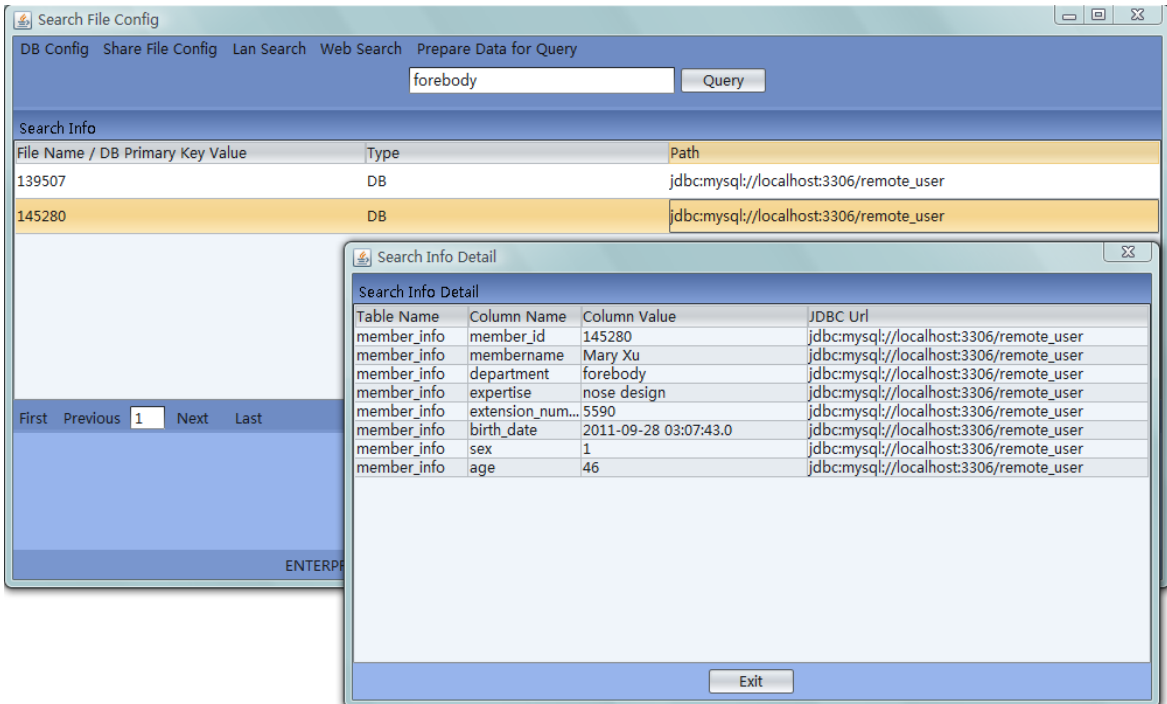 Search File Config
DB Config Share File Config Lan Search Web Search Prepare Data for Query
forebody Query
Search Info
File Name / DB Primary Key Value Type Path
139507 DB jdbc:mysql://localhost:3306/remote_user
145280 DB jdbc:mysql://localhost:3306/remote_user
Search Info Detail
Search Info Detail
Table Name Column Name Column Value JDBC Url
member_info member_id 145280 jdbc:mysql://localhost:3306/remote_user
member_info membername Mary Xu jdbc:mysql://localhost:3306/remote_user
member_info department forebody jdbc:mysql://localhost:3306/remote_user
member_info expertise nose design jdbc:mysql://localhost:3306/remote_user
member_info extension_num... 5590 jdbc:mysql://localhost:3306/remote_user
member_info birth_date 2011-09-28 03:07:43.0 jdbc:mysql://localhost:3306/remote_user
member_info sex 1 jdbc:mysql://localhost:3306/remote_user
member_info age 46 jdbc:mysql://localhost:3306/remote_user
First Previous 1 Next Last
ENTERPR
Exit